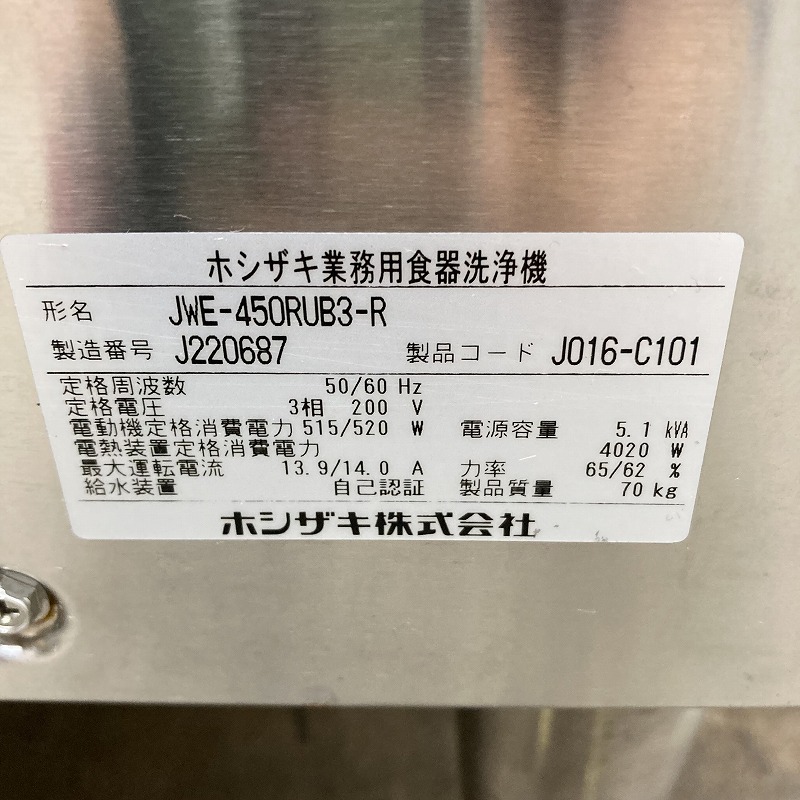 ホシザキ業務用食器洗浄機
形名 JWE-450RUB3-R
製造番号 J220687 製品コード J016-C101
定格周波数 50/60 Hz
定格電圧 3相 200 V
電動機定格消費電力 515/520 W 電源容量 5.1 kVA
電熱装置定格消費電力 4020 W
最大運転電流 13.9/14.0 A 力率 65/62 %
給水装置 自己認証 製品質量 70 kg
ホシザキ株式会社